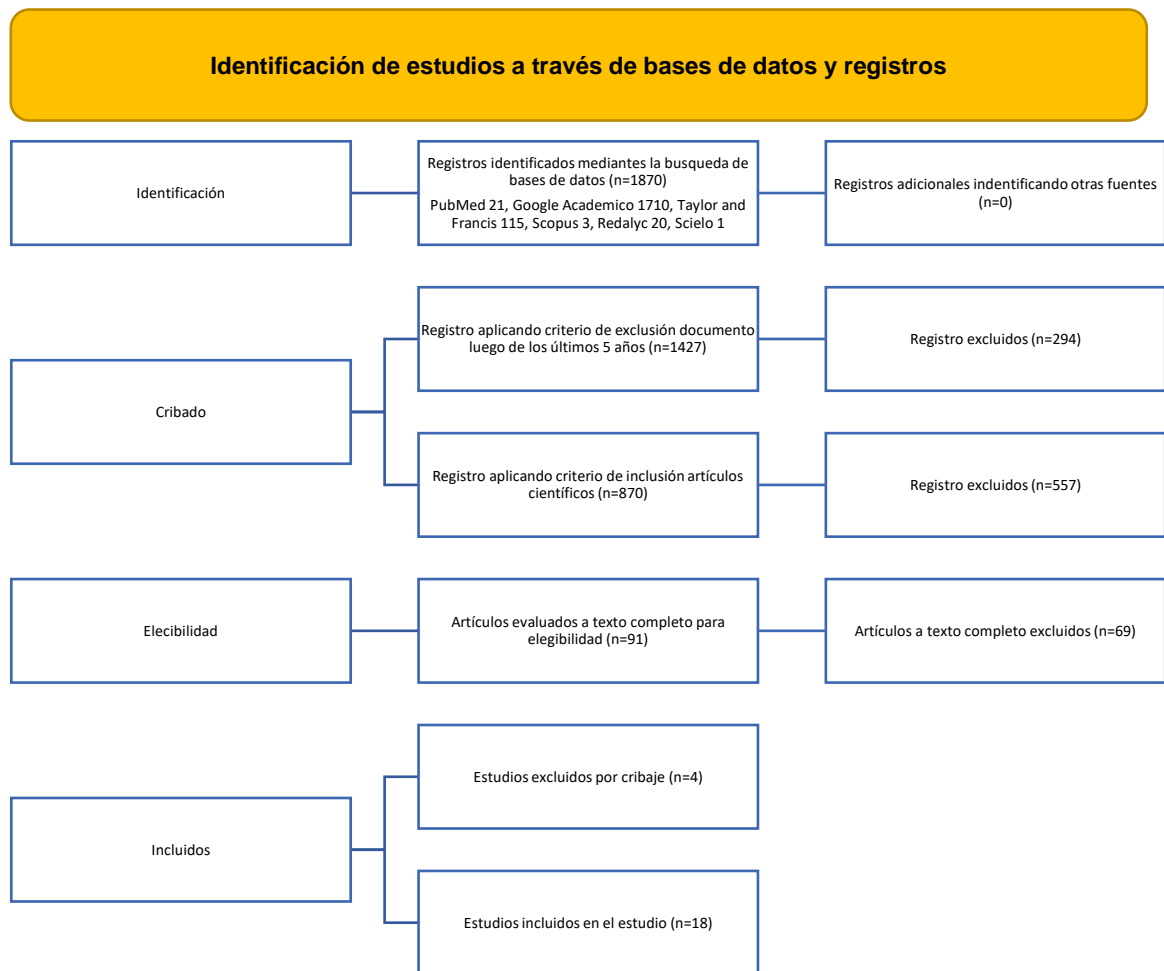 Identificación de estudios a través de bases de datos y registros
Identificación
Registros identificados mediantes la busqueda de
bases de datos (n=1870)
PubMed 21, Google Academico 1710, Taylor and
Francis 115, Scopus 3, Redalyc 20, Scielo 1
Registros adicionales indentificando otras fuentes
(n=0)
Cribado
Registro aplicando criterio de exclusión documento
luego de los últimos 5 años (n=1427)
Registro excluidos (n=294)
Registro aplicando criterio de inclusión artículos
científicos (n=870)
Registro excluidos (n=557)
Elecibilidad
Artículos evaluados a texto completo para
elegibilidad (n=91)
Artículos a texto completo excluidos (n=69)
Incluidos
Estudios excluidos por cribaje (n=4)
Estudios incluidos en el estudio (n=18)